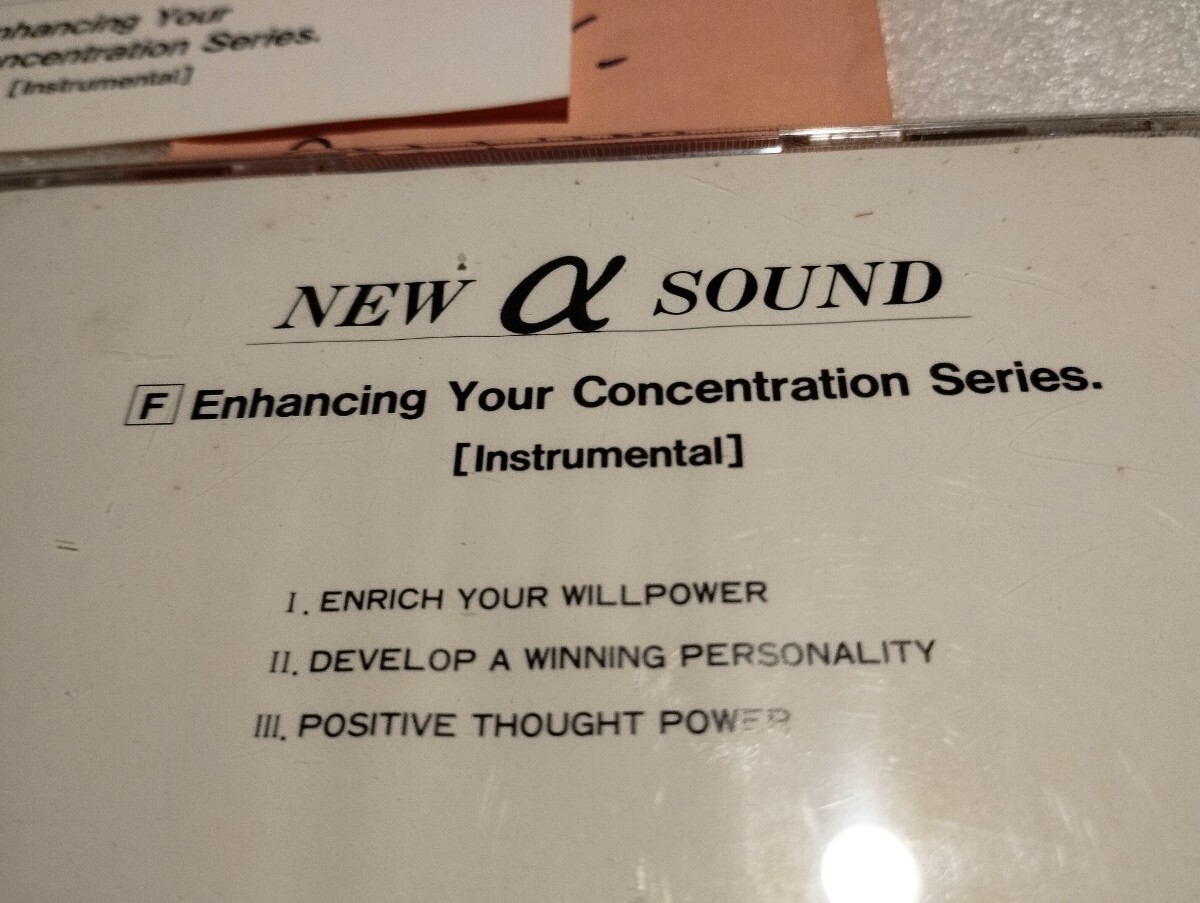 nhancing Your
ncentration Series.
[Instrumental]
NEW α SOUND
F Enhancing Your Concentration Series.
[Instrumental]
I. ENRICH YOUR WILLPOWER
II. DEVELOP A WINNING PERSONALITY
III. POSITIVE THOUGHT POWER